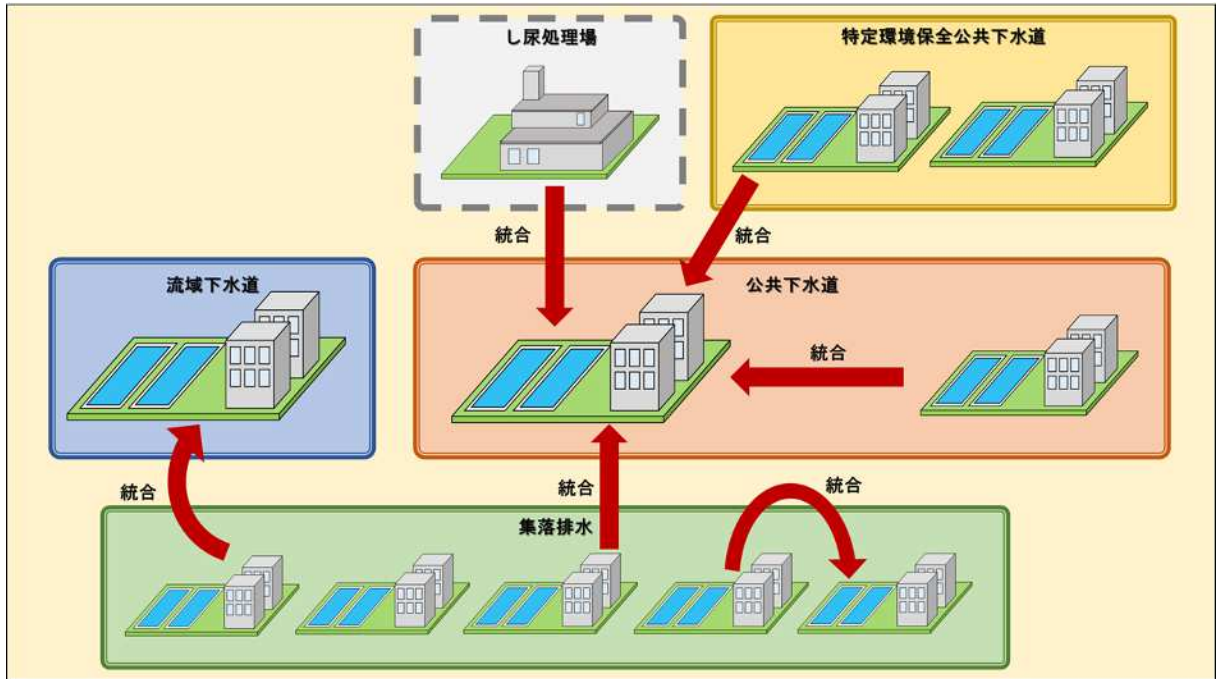 し尿処理場
特定環境保全公共下水道
統合
統合
流域下水道
公共下水道
統合
統合
統合
統合
集落排水